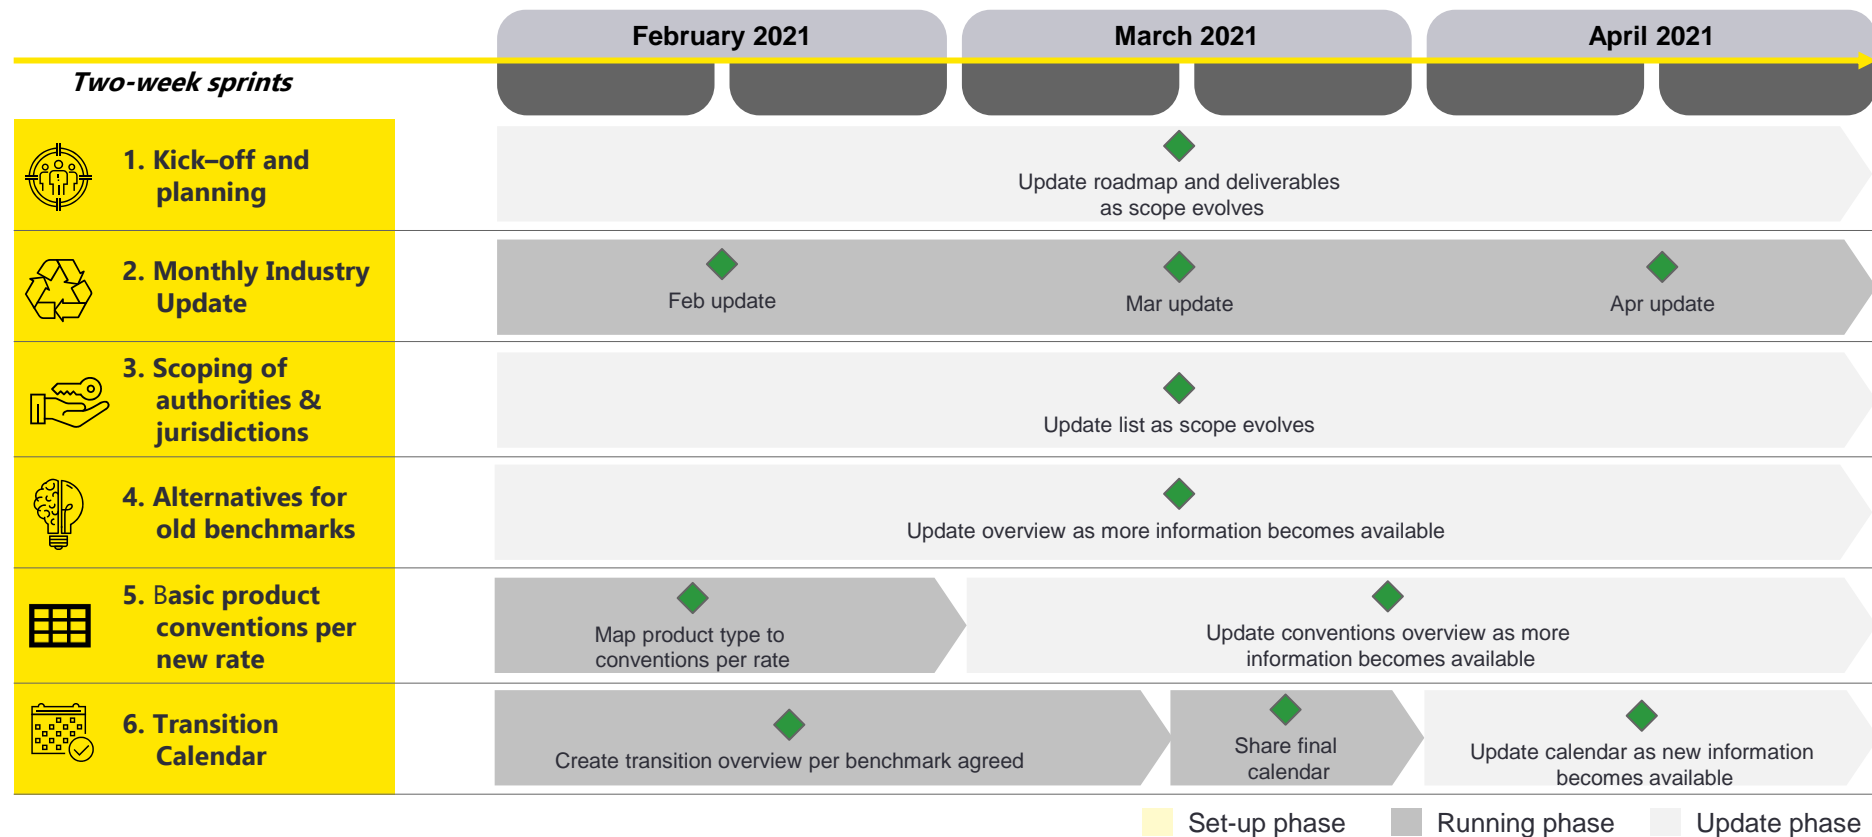 February 2021
March 2021
April 2021
Two-week sprints
1. Kick–off and
planning
Update roadmap and deliverables
as scope evolves
2. Monthly Industry
Update
Feb update
Mar update
Apr update
3. Scoping of
authorities &
jurisdictions
Update list as scope evolves
4. Alternatives for
old benchmarks
Update overview as more information becomes available
5. Basic product
conventions per
new rate
Map product type to
conventions per rate
Update conventions overview as more
information becomes available
6. Transition
Calendar
Create transition overview per benchmark agreed
Share final
calendar
Update calendar as new information
becomes available
Set-up phase
Running phase
Update phase